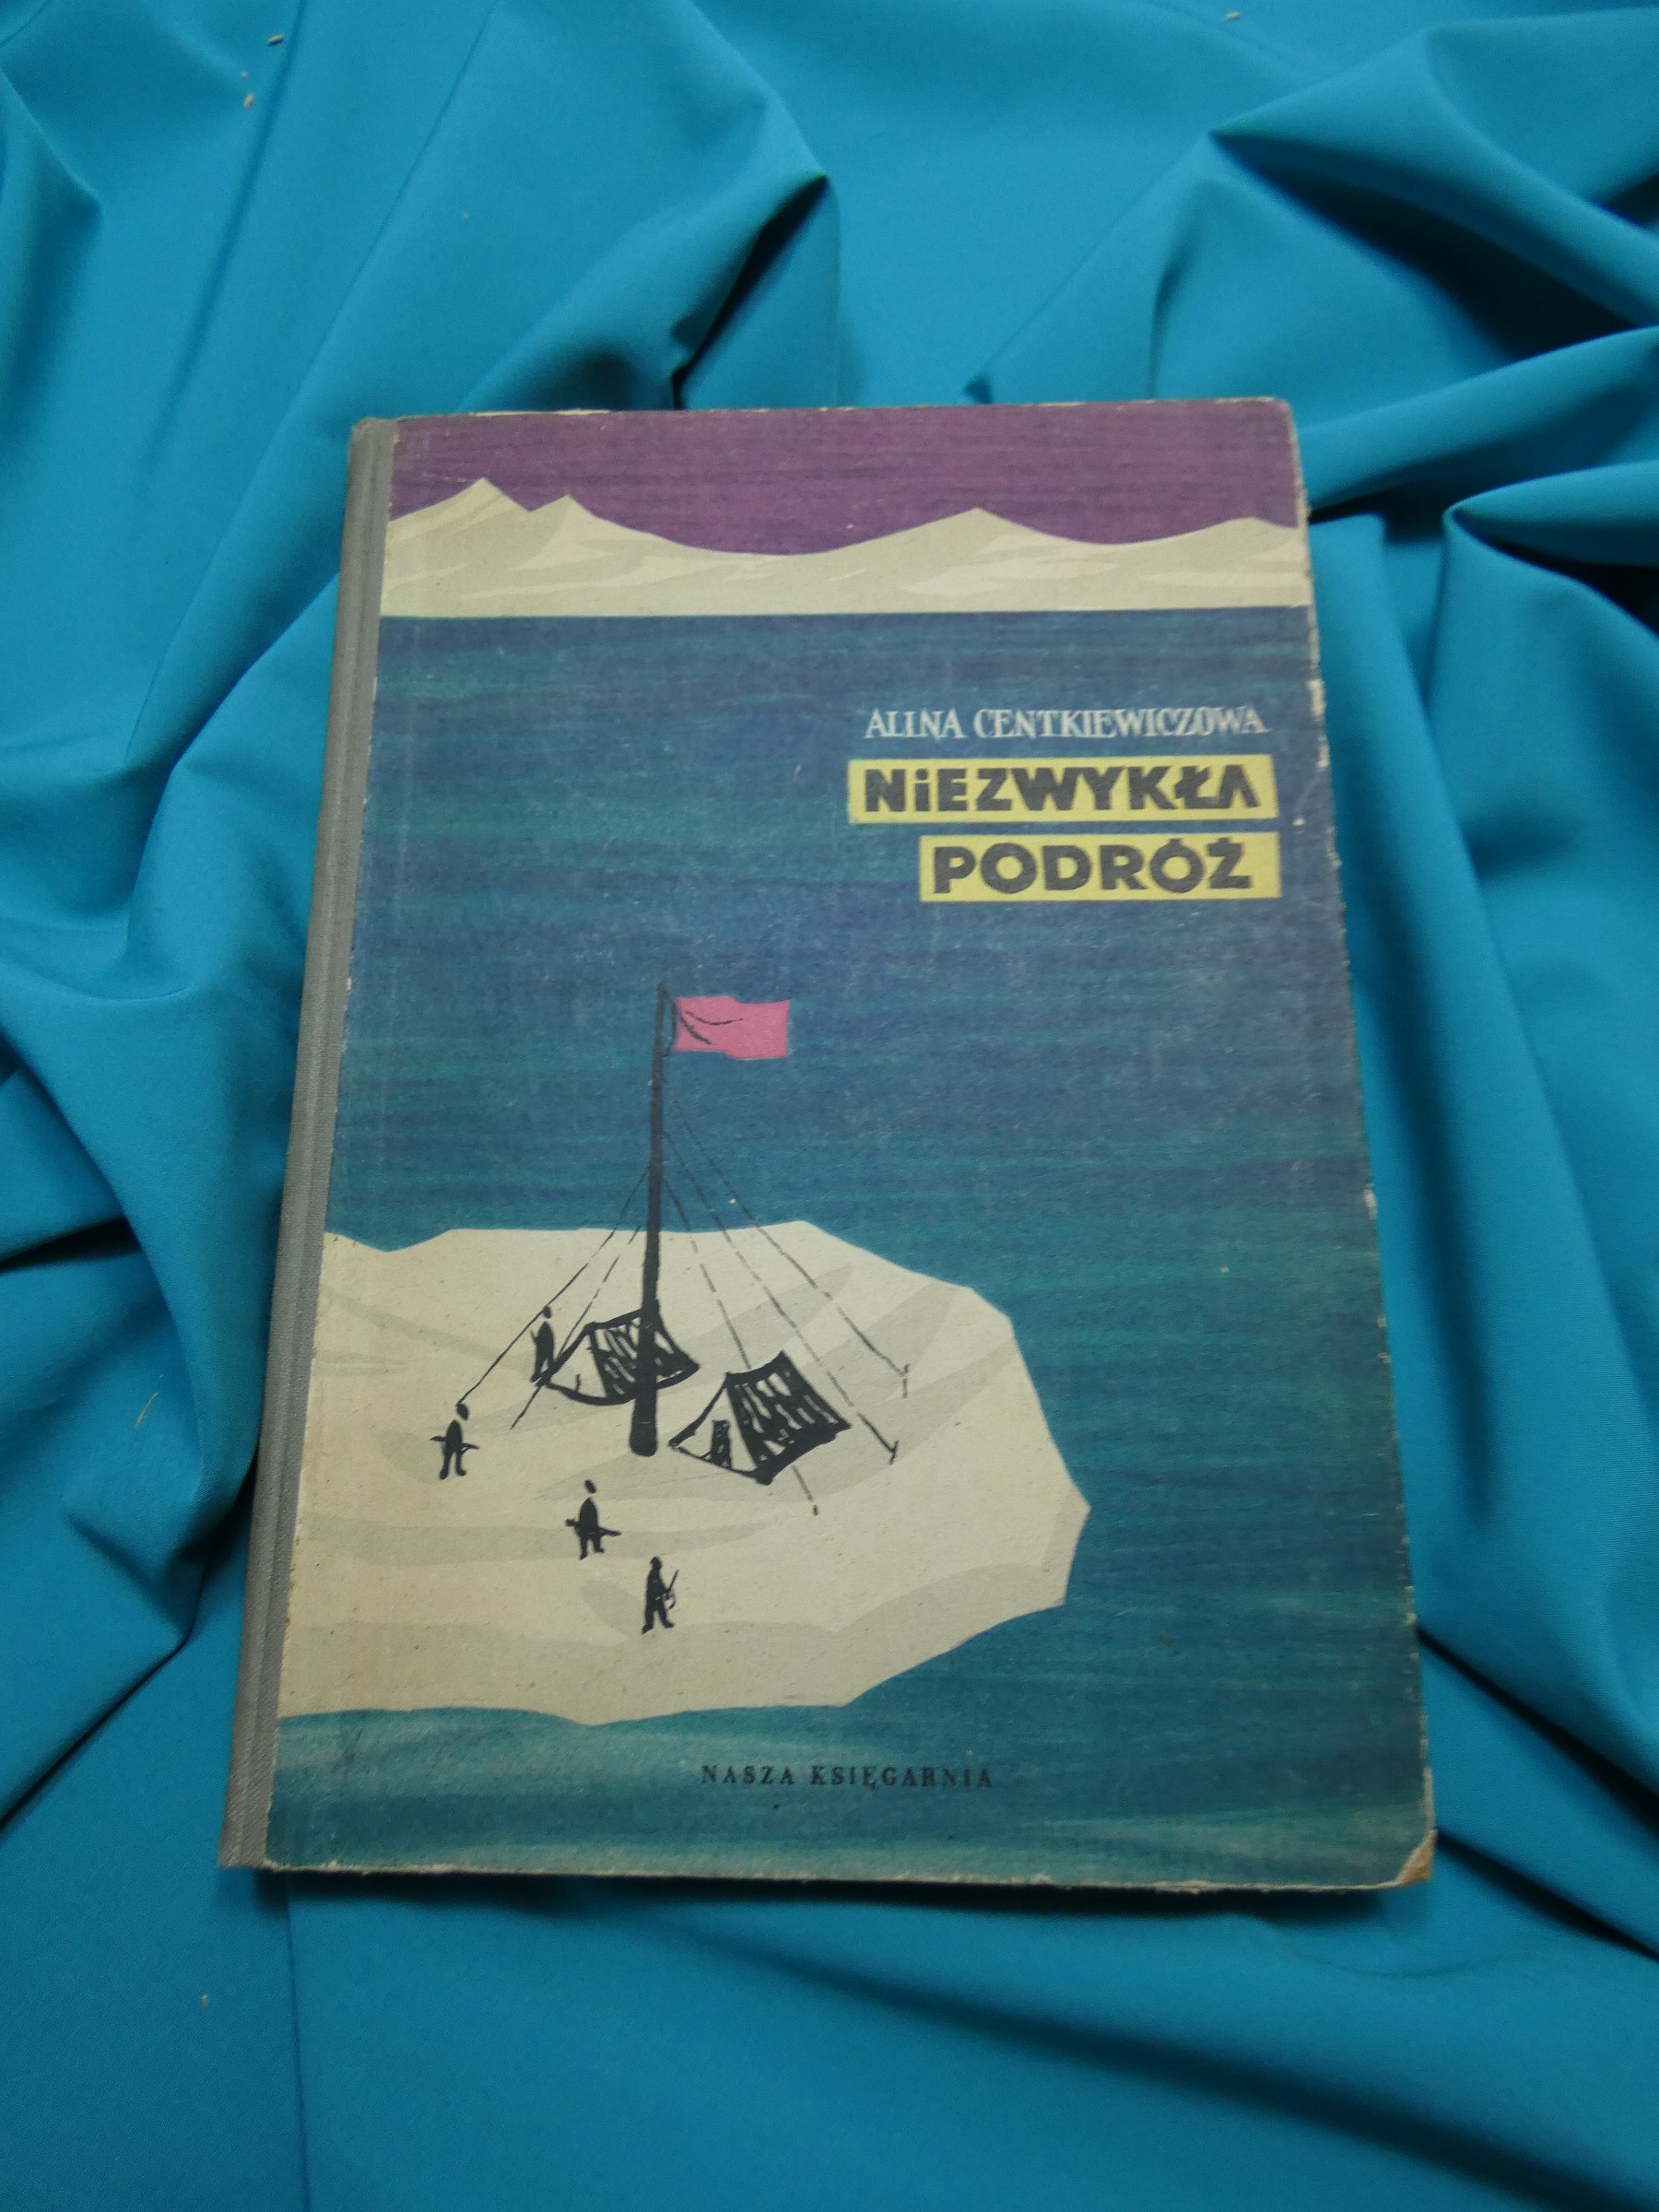 ALINA CENTKIEWICZOWA
NiEZWYKŁA
PODRÓŻ
NASZA KSIĘGARNIA